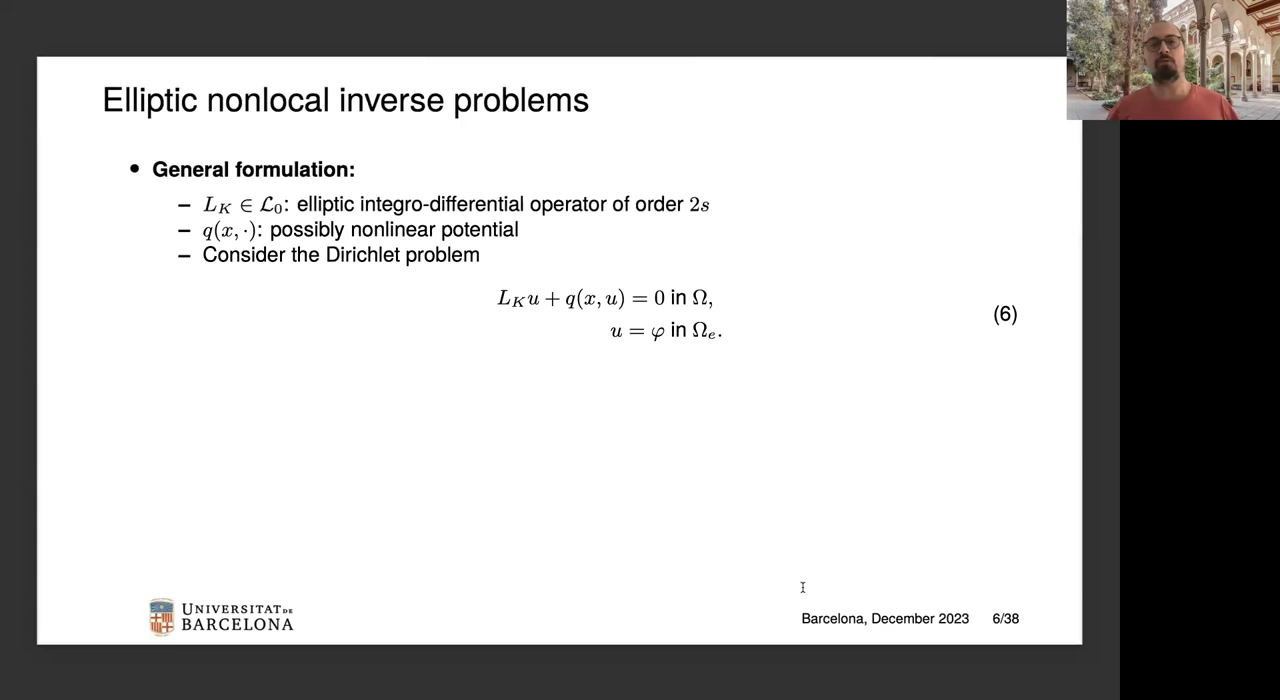 Elliptic nonlocal inverse problems
• General formulation:
– L_K ∈ 𝓛₀: elliptic integro-differential operator of order 2s
– q(x, ·): possibly nonlinear potential
– Consider the Dirichlet problem
L_K u + q(x, u) = 0 in Ω,
u = φ in Ω_e.
(6)
UNIVERSITAT DE
BARCELONA
Barcelona, December 2023 6/38